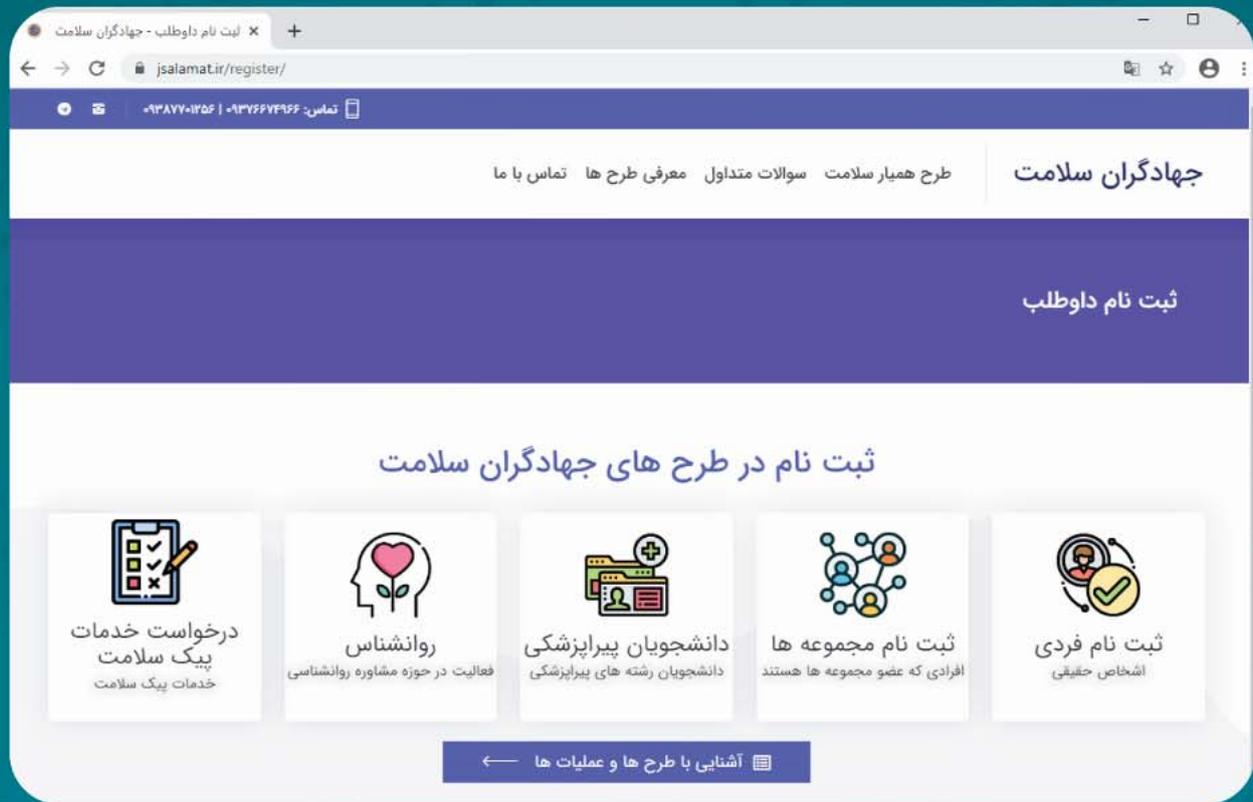 ثبت نام داوطلب - جهادگران سلامت
jsalamat.ir/register/
تماس: ۰۹۳۷۶۶۷۴۹۶۶ | ۰۹۳۸۷۷۰۱۲۵۶
جهادگران سلامت
طرح همیار سلامت سوالات متداول معرفی طرح ها تماس با ما
ثبت نام داوطلب
ثبت نام در طرح های جهادگران سلامت
ثبت نام فردی
اشخاص حقیقی
ثبت نام مجموعه ها
افرادی که عضو مجموعه ها هستند
دانشجویان پیراپزشکی
دانشجویان رشته های پیراپزشکی
روانشناس
فعالیت در حوزه مشاوره روانشناسی
درخواست خدمات
پیک سلامت
خدمات پیک سلامت
آشنایی با طرح ها و عملیات ها